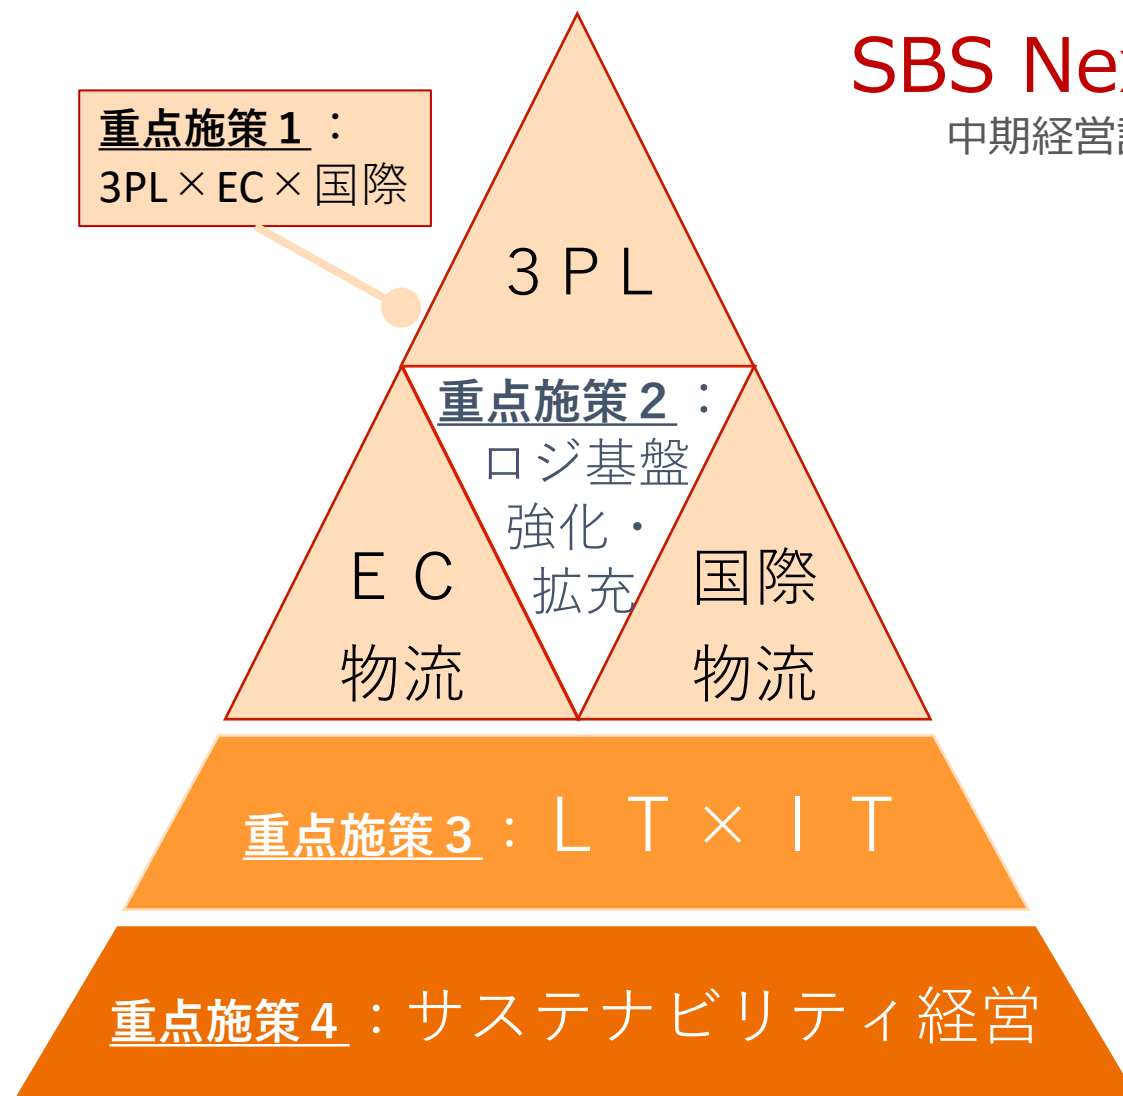 SBS Ne
中期経営
重点施策１：
3PL×EC×国際
３ＰＬ
重点施策２：
ロジ基盤
強化・
拡充
ＥＣ
物流
国際
物流
重点施策３：ＬＴ×ＩＴ
重点施策４：サステナビリティ経営